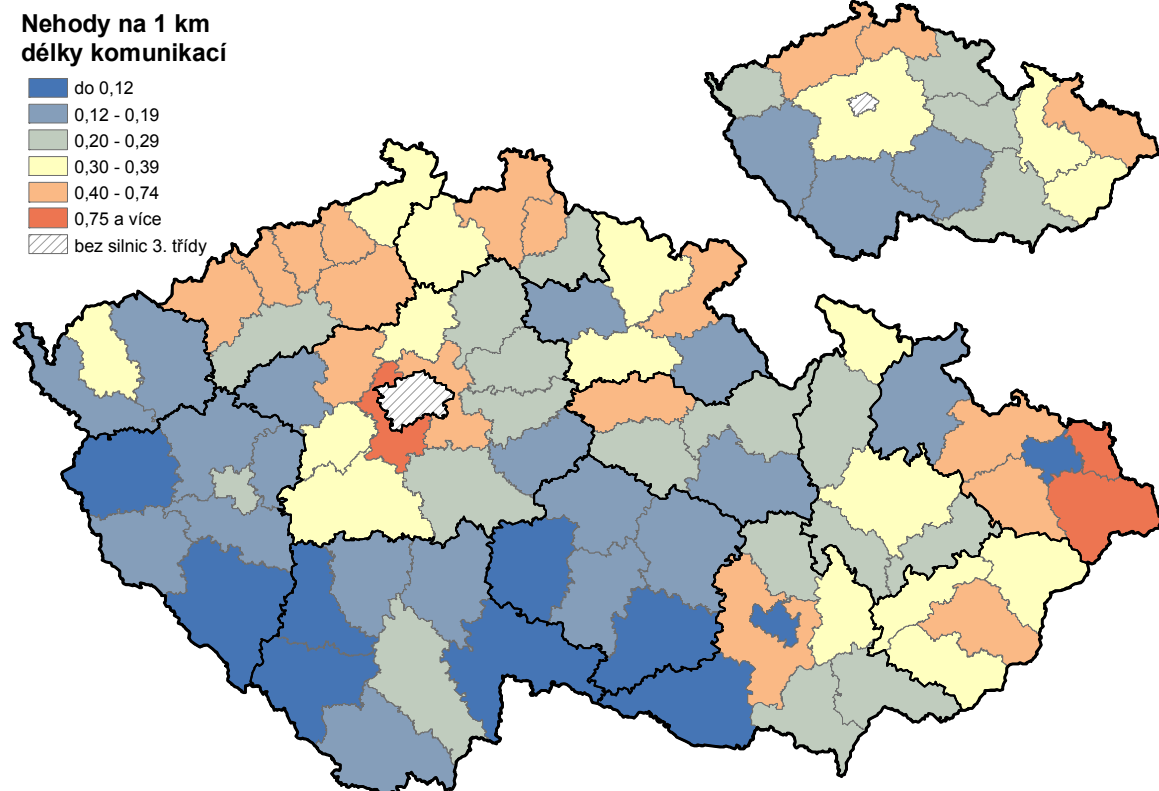 Nehody na 1 km
délky komunikací
do 0,12
0,12 - 0,19
0,20 - 0,29
0,30 - 0,39
0,40 - 0,74
0,75 a více
bez silnic 3. třídy